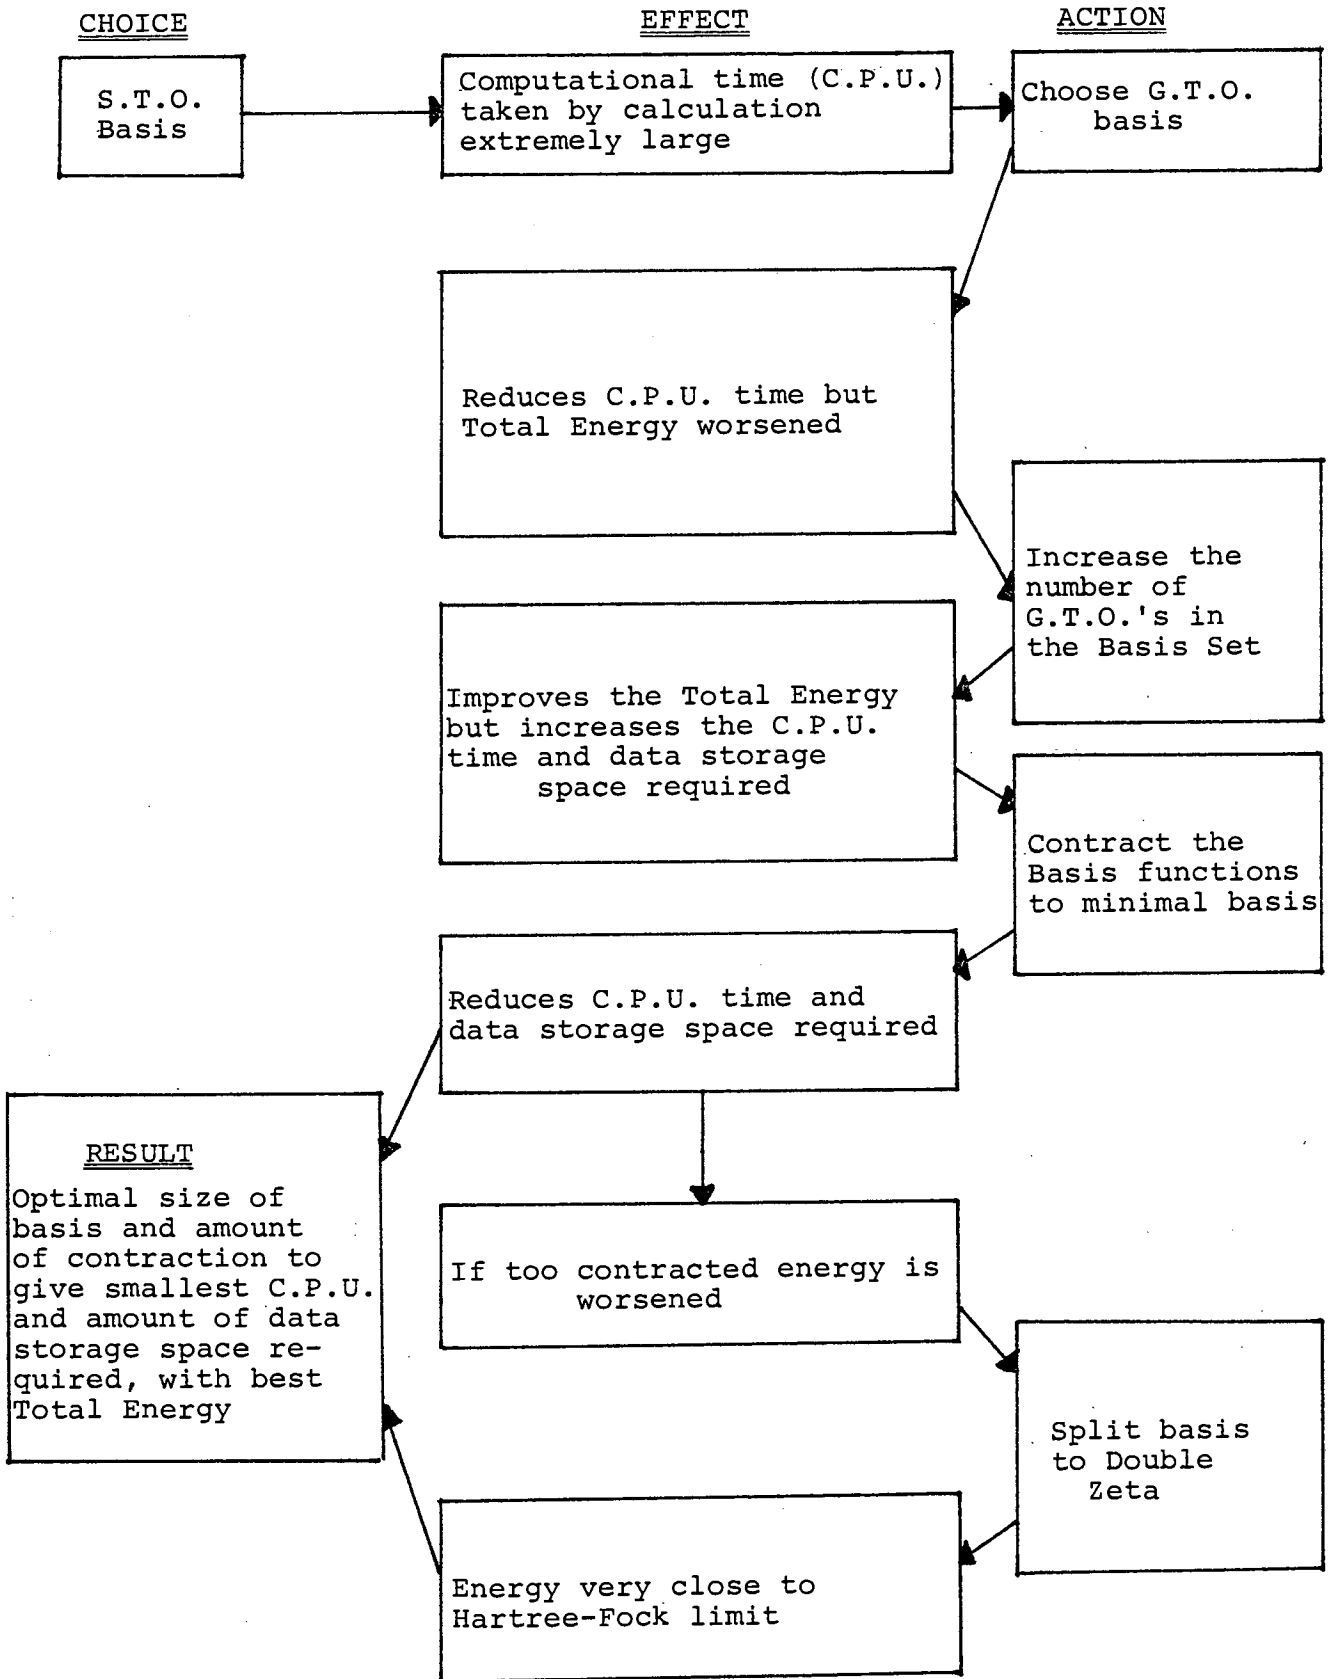 CHOICE
EFFECT
ACTION
S.T.O.
Basis
Computational time (C.P.U.)
taken by calculation
extremely large
Choose G.T.O.
basis
Reduces C.P.U. time but
Total Energy worsened
Increase the
number of
G.T.O.'s in
the Basis Set
Improves the Total Energy
but increases the C.P.U.
time and data storage
space required
Contract the
Basis functions
to minimal basis
Reduces C.P.U. time and
data storage space required
RESULT
Optimal size of
basis and amount
of contraction to
give smallest C.P.U.
and amount of data
storage space re-
quired, with best
Total Energy
If too contracted energy is
worsened
Split basis
to Double
Zeta
Energy very close to
Hartree-Fock limit